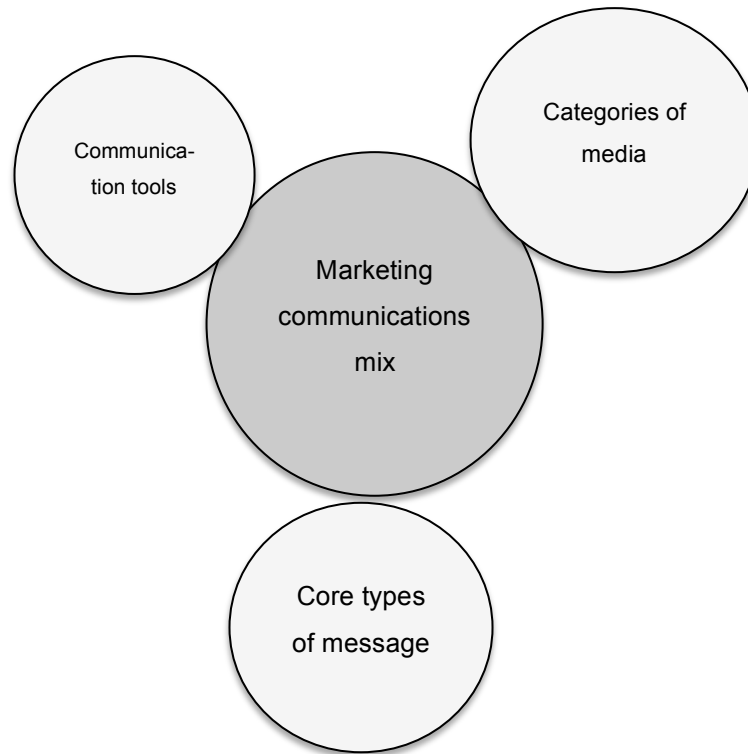 Communica-
tion tools
Categories of
media
Marketing
communications
mix
Core types
of message